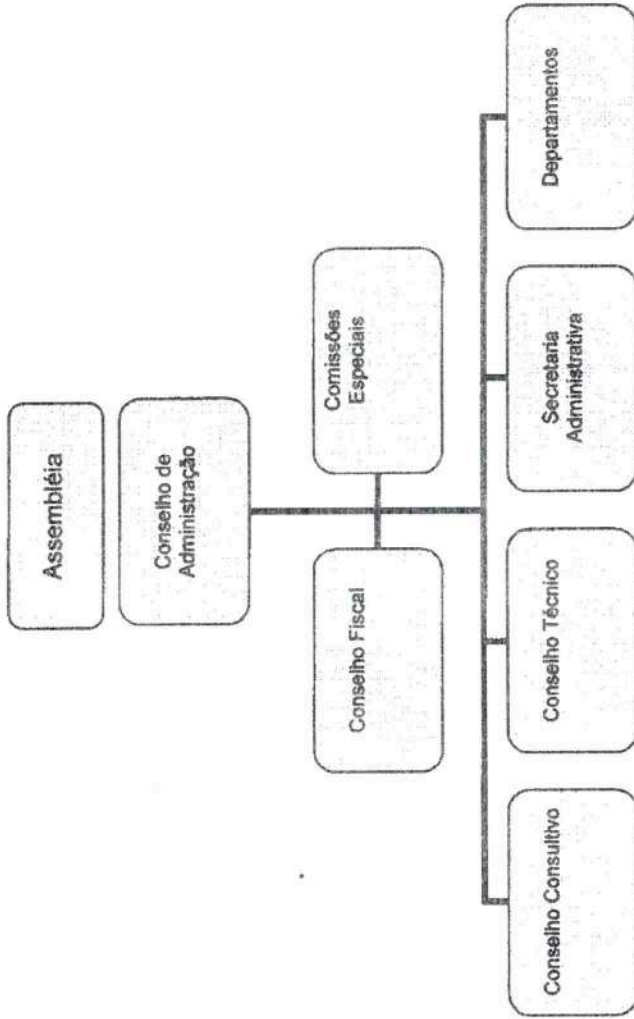 Assembléia
Conselho de
Administração
Conselho Fiscal
Comissões
Especiais
Conselho Consultivo
Conselho Técnico
Secretaria
Administrativa
Departamentos